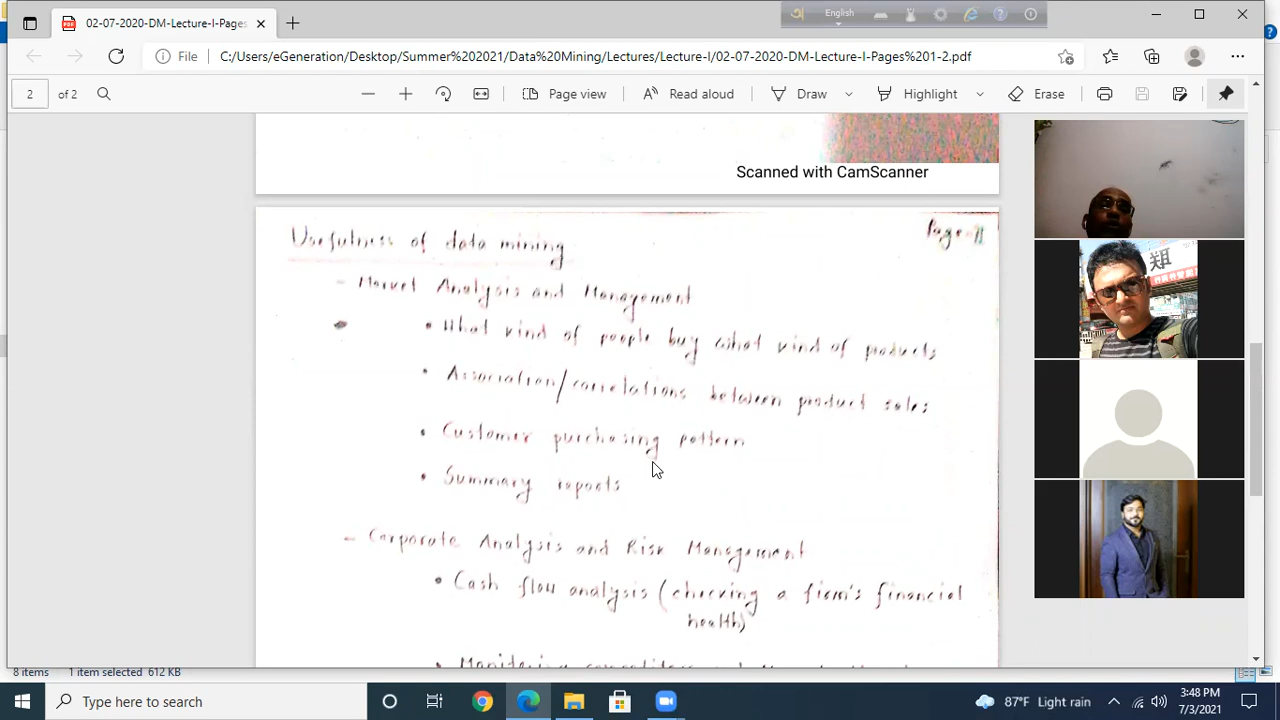 02-07-2020-DM-Lecture-I-Pages
English
File
C:/Users/eGeneration/Desktop/Summer%202021/Data%20Mining/Lectures/Lecture-I/02-07-2020-DM-Lecture-I-Pages%201-2.pdf
2 of 2
Page view
Read aloud
Draw
Highlight
Erase
Scanned with CamScanner
Usefulness of data mining
- Market Analysis and Management
• What kind of people buy what kind of products
• Association/correlations between product sales
• Customer purchasing pattern
• Summary reports
- Corporate Analysis and Risk Management
• Cash flow analysis (checking a firm's financial
health)
8 items 1 item selected 612 KB
Type here to search
87°F Light rain
3:48 PM
7/3/2021